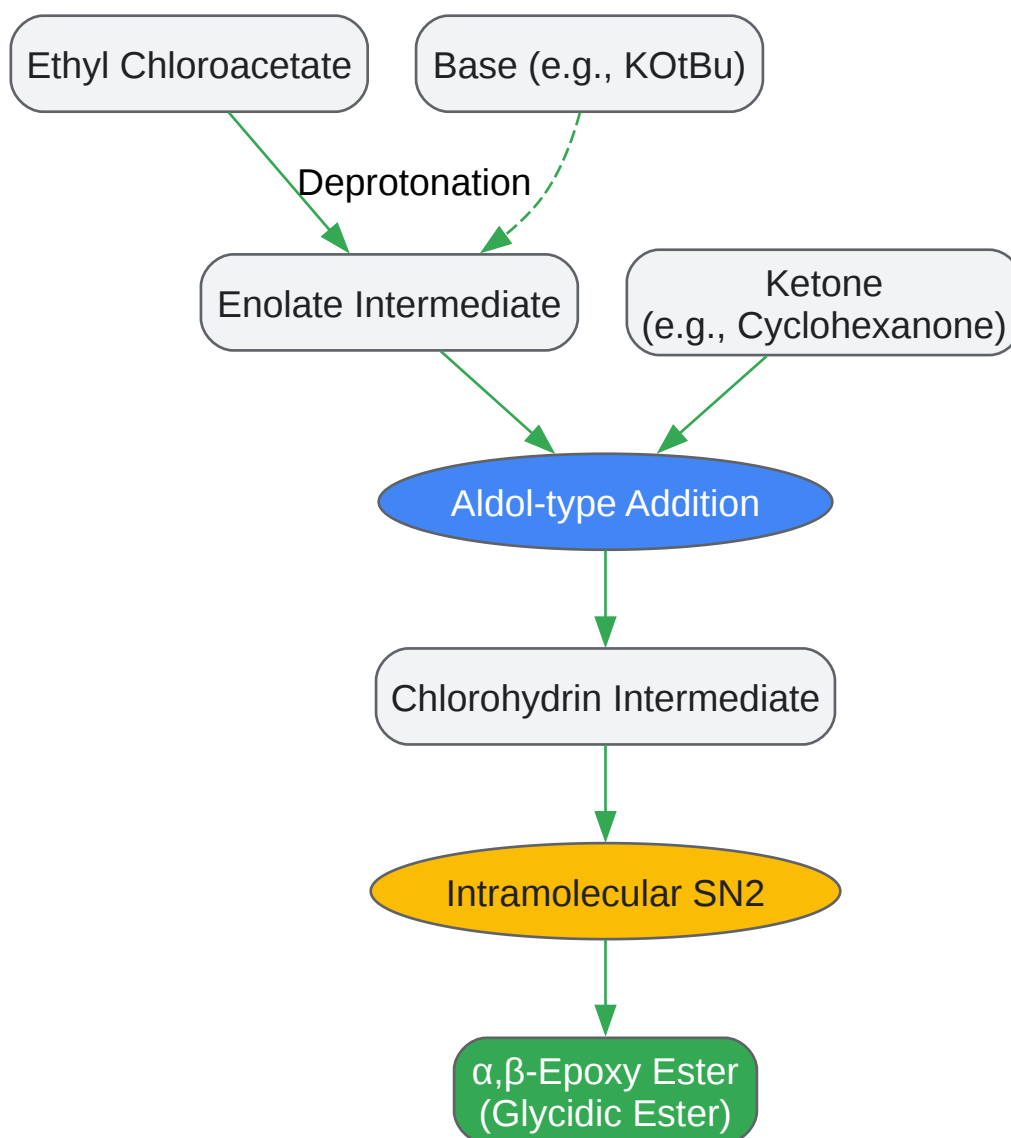 Ethyl Chloroacetate
Base (e.g., KOtBu)
Deprotonation
Enolate Intermediate
Ketone
(e.g., Cyclohexanone)
Aldol-type Addition
Chlorohydrin Intermediate
Intramolecular SN2
α,β-Epoxy Ester
(Glycidic Ester)